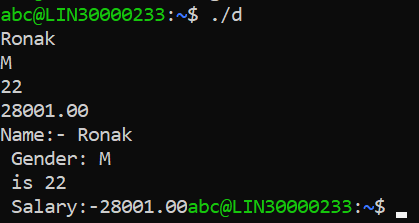 abc@LIN30000233:~$ ./d
Ronak
M
22
28001.00
Name:- Ronak
 Gender: M
 is 22
 Salary:-28001.00abc@LIN30000233:~$